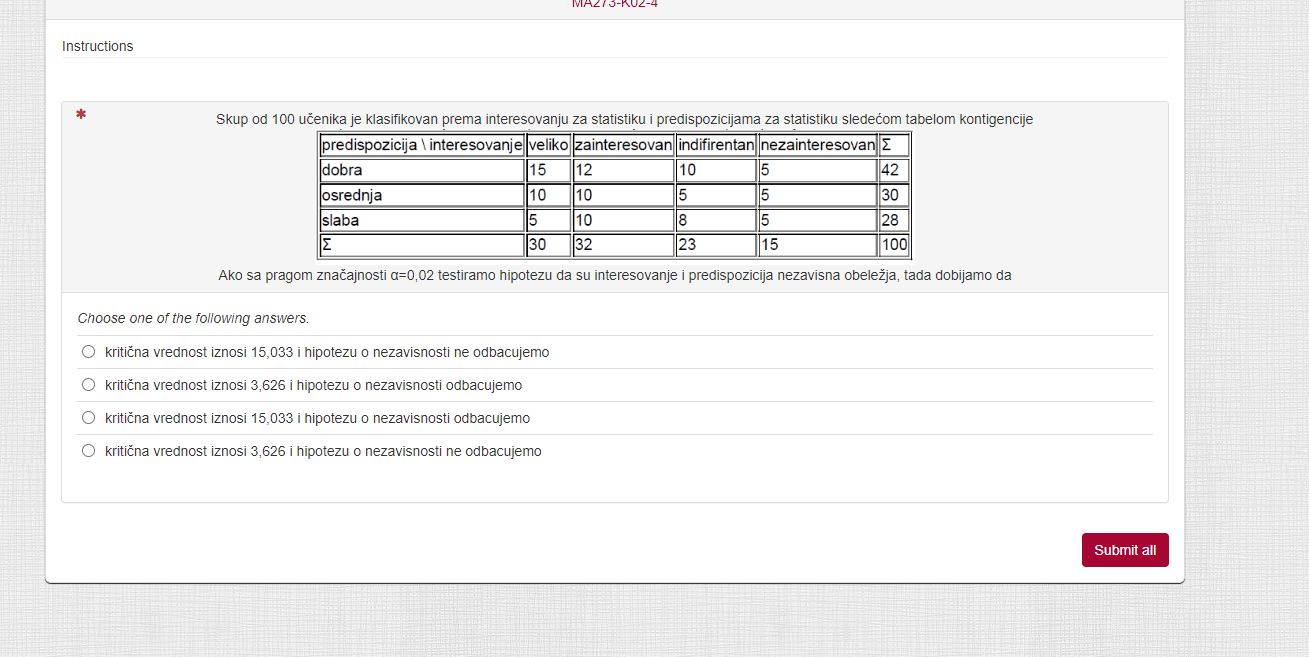 MA273-K02-4
Instructions
* Skup od 100 učenika je klasifikovan prema interesovanju za statistiku i predispozicijama za statistiku sledećom tabelom kontigencije
predispozicija \ interesovanje veliko zainteresovan indifirentan nezainteresovan Σ
dobra 15 12 10 5 42
osrednja 10 10 5 5 30
slaba 5 10 8 5 28
Σ 30 32 23 15 100
Ako sa pragom značajnosti α=0,02 testiramo hipotezu da su interesovanje i predispozicija nezavisna obeležja, tada dobijamo da
Choose one of the following answers.
kritična vrednost iznosi 15,033 i hipotezu o nezavisnosti ne odbacujemo
kritična vrednost iznosi 3,626 i hipotezu o nezavisnosti odbacujemo
kritična vrednost iznosi 15,033 i hipotezu o nezavisnosti odbacujemo
kritična vrednost iznosi 3,626 i hipotezu o nezavisnosti ne odbacujemo
Submit all